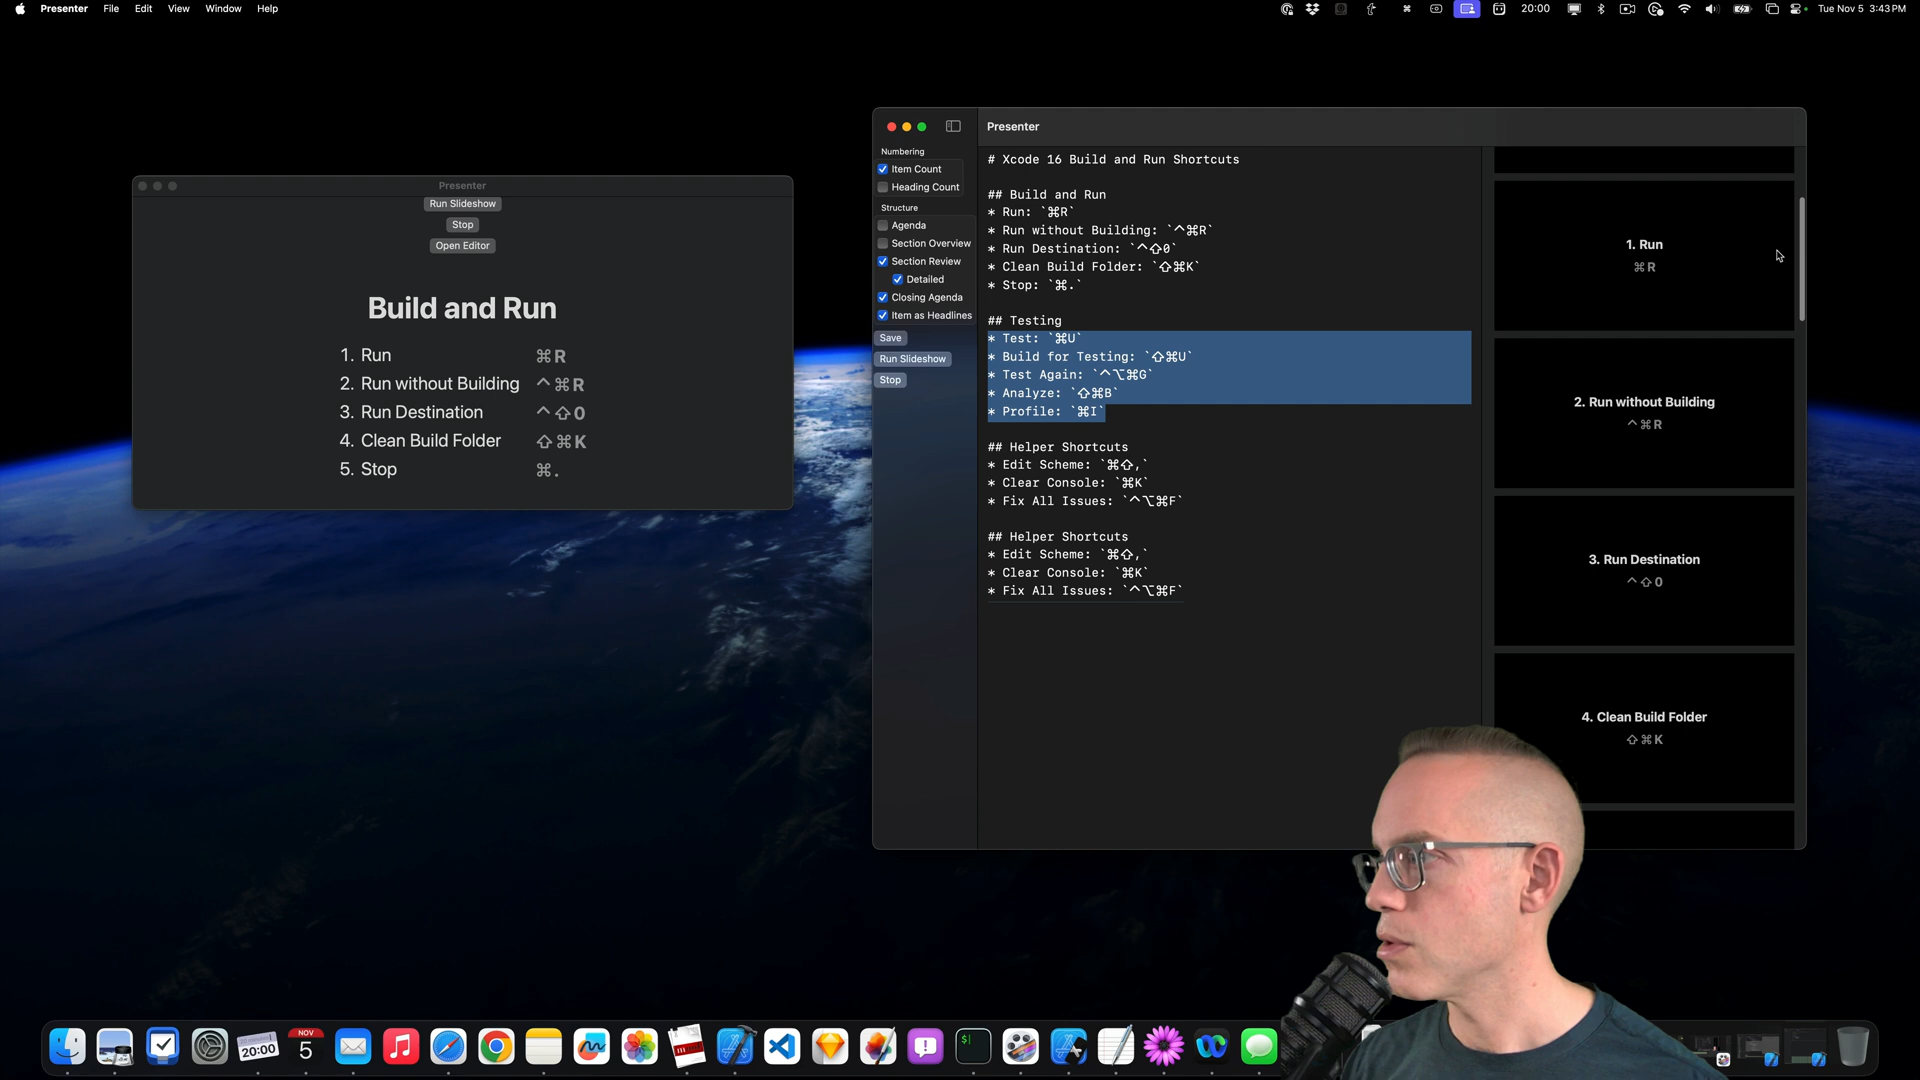 Presenter File Edit View Window Help
20:00 Tue Nov 5 3:43 PM
Presenter
Run Slideshow
Stop
Open Editor
Build and Run
1. Run ⌘R
2. Run without Building ^⌘R
3. Run Destination ^⇧0
4. Clean Build Folder ⇧⌘K
5. Stop ⌘.
Presenter
Numbering
Item Count
Heading Count
Structure
Agenda
Section Overview
Section Review
Detailed
Closing Agenda
Item as Headlines
Save
Run Slideshow
Stop
# Xcode 16 Build and Run Shortcuts
## Build and Run
* Run: `⌘R`
* Run without Building: `^⌘R`
* Run Destination: `^⇧0`
* Clean Build Folder: `⇧⌘K`
* Stop: `⌘.`
## Testing
* Test: `⌘U`
* Build for Testing: `⇧⌘U`
* Test Again: `^⌥⌘G`
* Analyze: `⇧⌘B`
* Profile: `⌘I`
## Helper Shortcuts
* Edit Scheme: `⌘⇧,`
* Clear Console: `⌘K`
* Fix All Issues: `^⌥⌘F`
## Helper Shortcuts
* Edit Scheme: `⌘⇧,`
* Clear Console: `⌘K`
* Fix All Issues: `^⌥⌘F`
1. Run
⌘R
2. Run without Building
^⌘R
3. Run Destination
^⇧0
4. Clean Build Folder
⇧⌘K
20:00
NOV
5
$